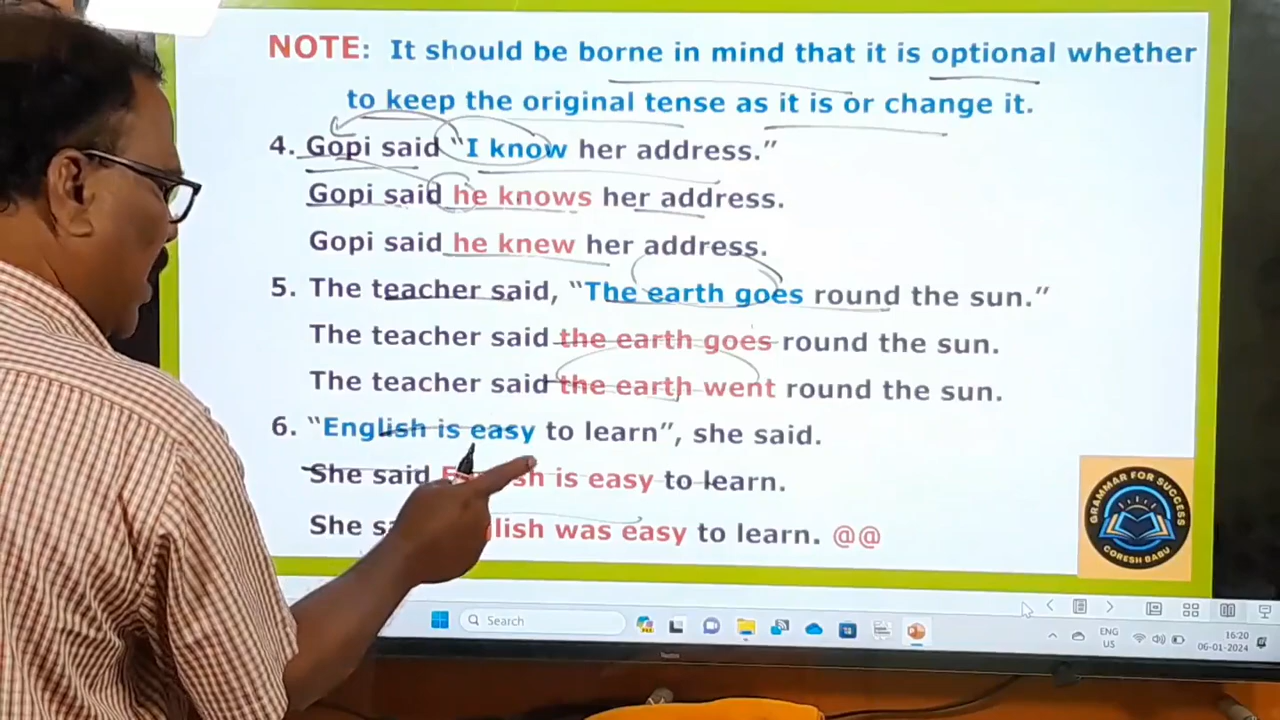 NOTE: It should be borne in mind that it is optional whether
to keep the original tense as it is or change it.
4. Gopi said “I know her address.”
Gopi said he knows her address.
Gopi said he knew her address.
5. The teacher said, “The earth goes round the sun.”
The teacher said the earth goes round the sun.
The teacher said the earth went round the sun.
6. “English is easy to learn”, she said.
She said is easy to learn.
She was easy to learn. @@
GRAMMAR FOR SUCCESS
CORESH BABU
Search
ENG
US
16:20
06-01-2024